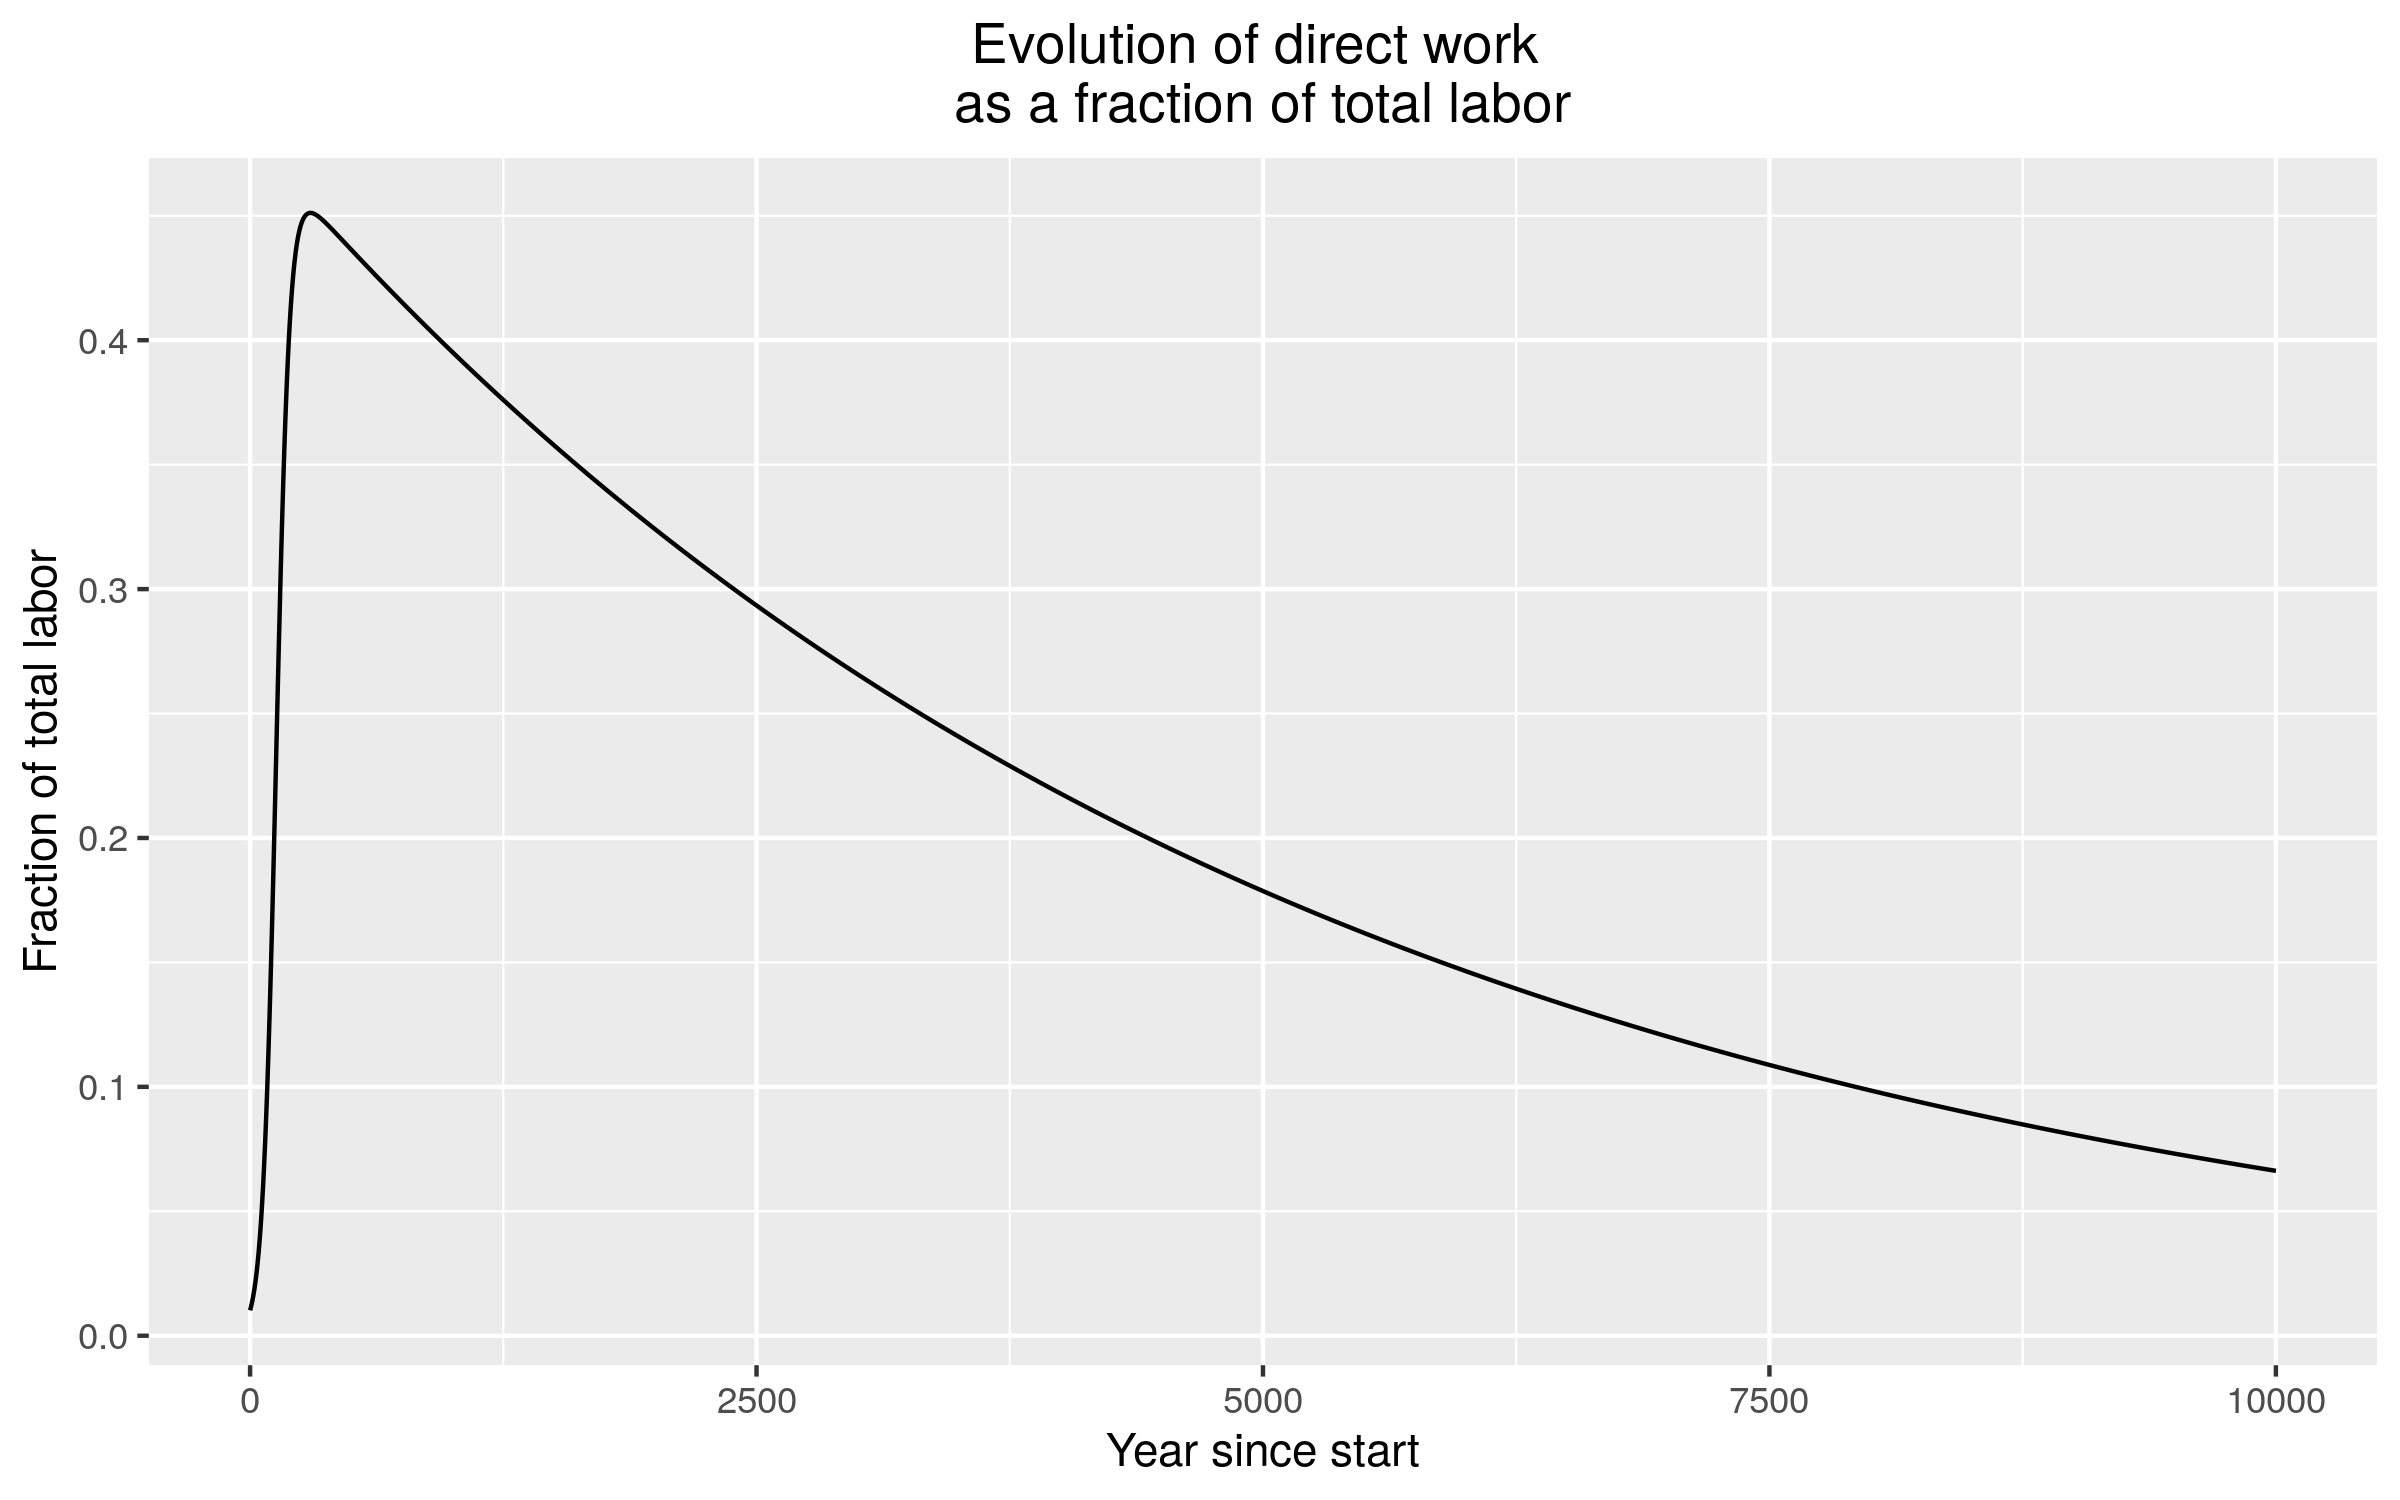 Evolution of direct work
as a fraction of total labor
Fraction of total labor
0.4
0.3
0.2
0.1
0.0
0
2500
5000
7500
10000
Year since start